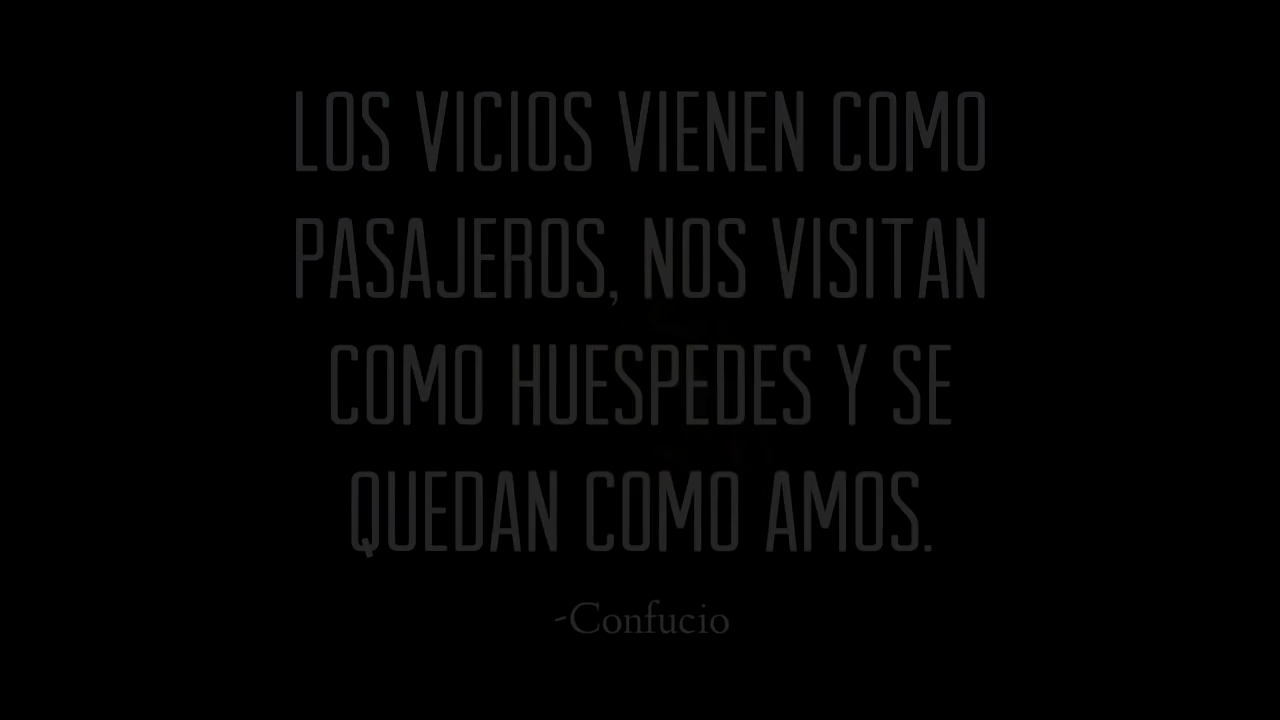 LOS VICIOS VIENEN COMO
PASAJEROS, NOS VISITAN
COMO HUESPEDES Y SE
QUEDAN COMO AMOS.
-Confucio